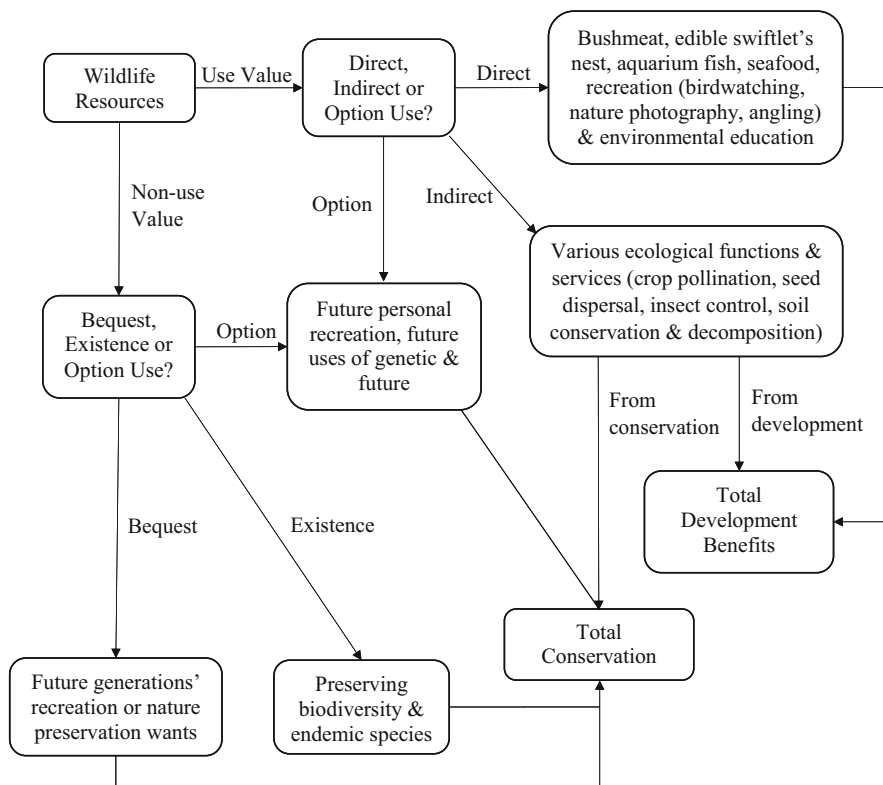 Wildlife
Resources
Use Value
Direct,
Indirect or
Option Use?
Direct
Bushmeat, edible swiftlet's
nest, aquarium fish, seafood,
recreation (birdwatching,
nature photography, angling)
& environmental education
Non-use
Value
Option
Indirect
Various ecological functions &
services (crop pollination, seed
dispersal, insect control, soil
conservation & decomposition)
Bequest,
Existence or
Option Use?
Option
Future personal
recreation, future
uses of genetic &
future
From
conservation
From
development
Total
Development
Benefits
Bequest
Existence
Total
Conservation
Future generations'
recreation or nature
preservation wants
Preserving
biodiversity &
endemic species